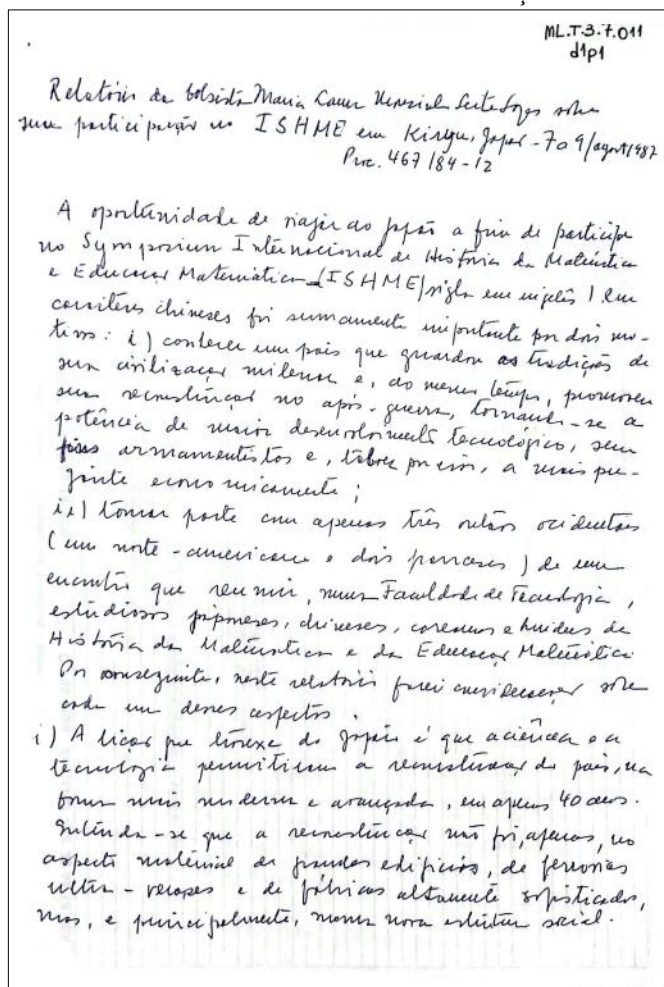 ML.T.3.7.011
d1p1
Relatório da bolsista Maria Laura Leite Lopes sobre
sua participação no ISHME em Kiryu, Japão - 7 a 9/agosto/1987
Proc. 467/84-12
A oportunidade de viajar ao Japão a fim de participar
no Symposium Internacional de História da Matemática
e Educação Matemática (ISHME) sigla em inglês) em
caracteres chineses foi sumamente importante por dois mo-
tivos: i) conhecer um país que guardou as tradições de
sua civilização milenar e, ao mesmo tempo, promoveu
sua reconstrução no após-guerra, tornando-se a
potência de maior desenvolvimento tecnológico, sem
fins armamentistas e, talvez por isso, a mais pu-
jante economicamente;
ii) tomar parte com apenas três outros ocidentais
(um norte-americano e dois franceses) de um
encontro que reuniu, numa Faculdade de Tecnologia,
estudiosos japoneses, chineses, coreanos e hindus de
História da Matemática e da Educação Matemática
Por conseguinte, neste relatório farei considerações sobre
cada um desses aspectos.
i) A lição que trouxe do Japão é que a ciência e a
tecnologia permitiram a reconstrução do país, na
forma mais moderna e avançada, em apenas 40 anos.
Entenda-se que a reconstrução não foi, apenas, no
aspecto material de grandes edifícios, de ferrovias
ultra-velozes e de fábricas altamente sofisticadas,
mas, e principalmente, numa nova estrutura social.